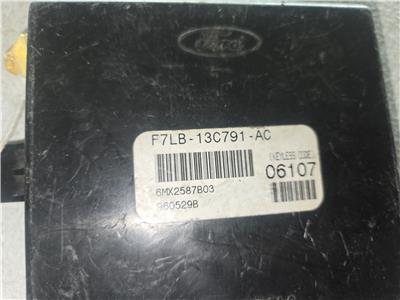 Ford
F7LB-13C791-AC
(KEYLESS CODE)
06107
6MX2587B03
960529B